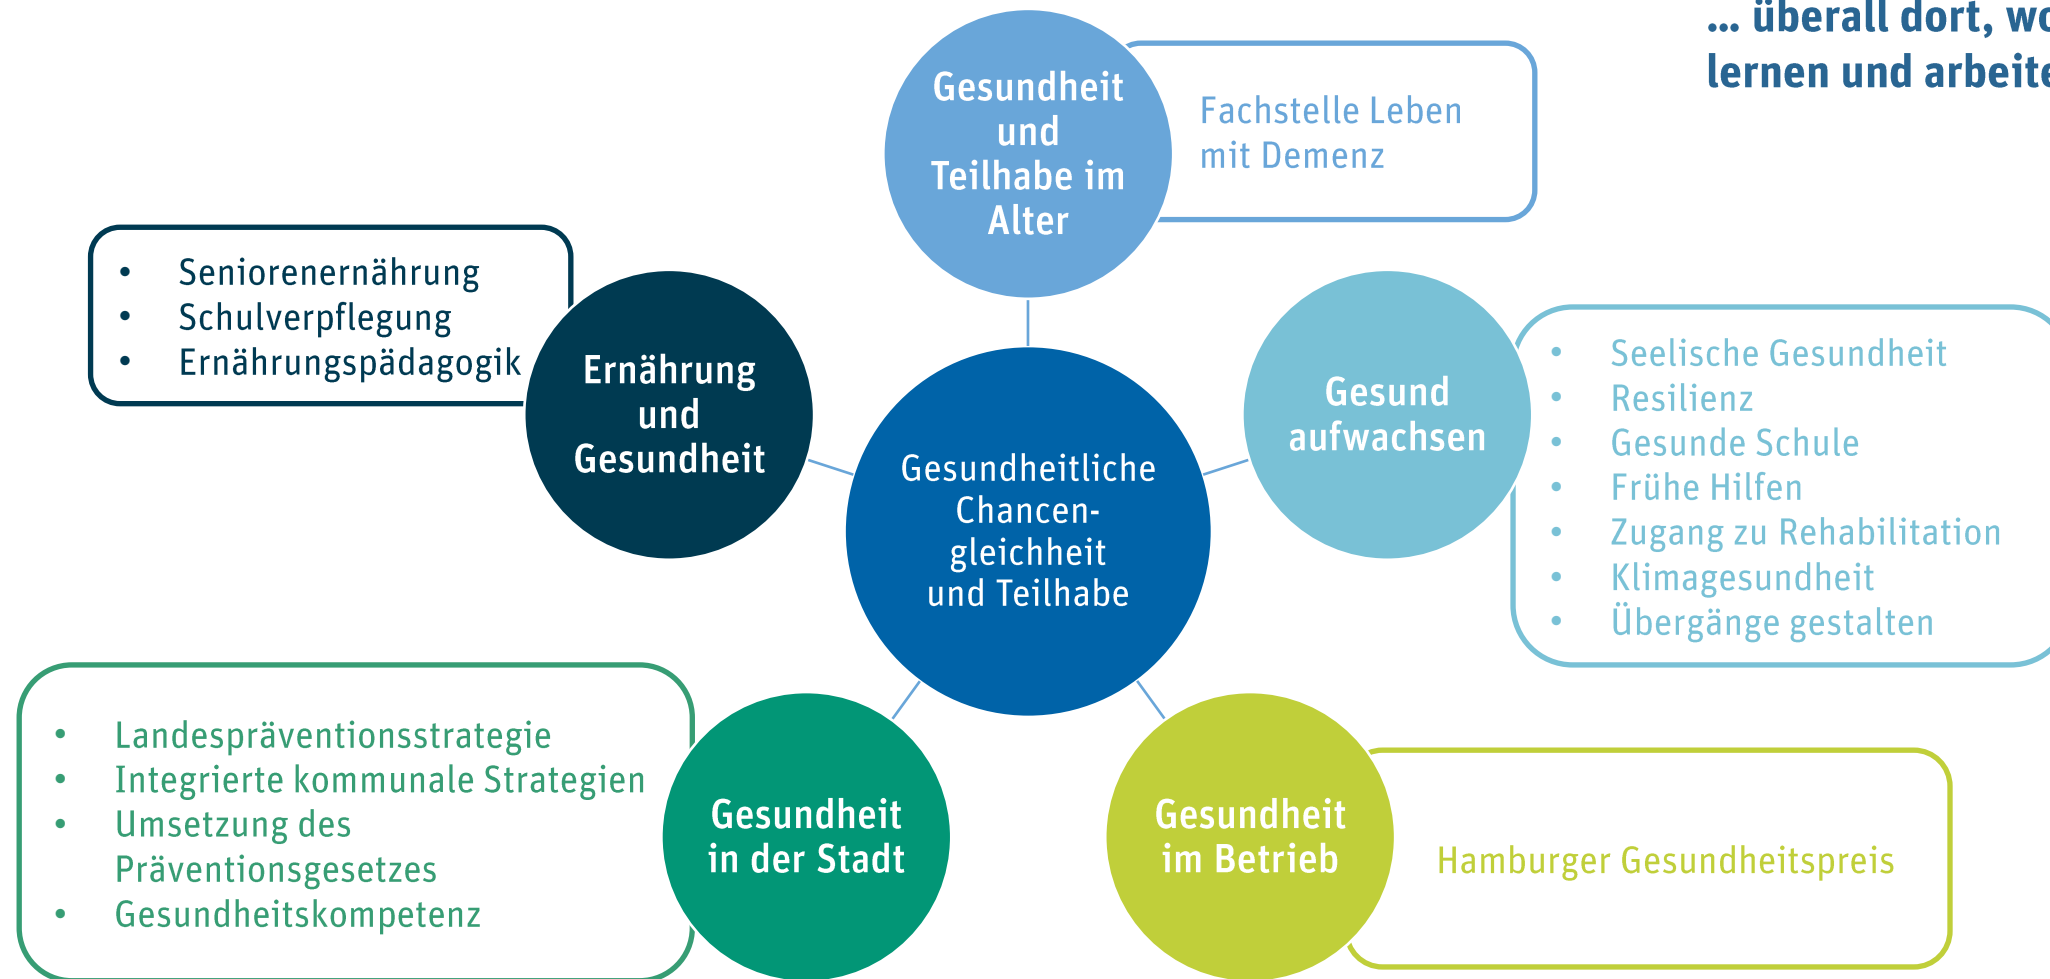 ... überall dort, wo
lernen und arbeite
Gesundheit
und
Teilhabe im
Alter
Fachstelle Leben
mit Demenz
• Seniorenernährung
• Schulverpflegung
• Ernährungspädagogik
Ernährung
und
Gesundheit
Gesund
aufwachsen
• Seelische Gesundheit
• Resilienz
• Gesunde Schule
• Frühe Hilfen
• Zugang zu Rehabilitation
• Klimagesundheit
• Übergänge gestalten
Gesundheitliche
Chancen-
gleichheit
und Teilhabe
• Landespräventionsstrategie
• Integrierte kommunale Strategien
• Umsetzung des
Präventionsgesetzes
• Gesundheitskompetenz
Gesundheit
in der Stadt
Gesundheit
im Betrieb
Hamburger Gesundheitspreis